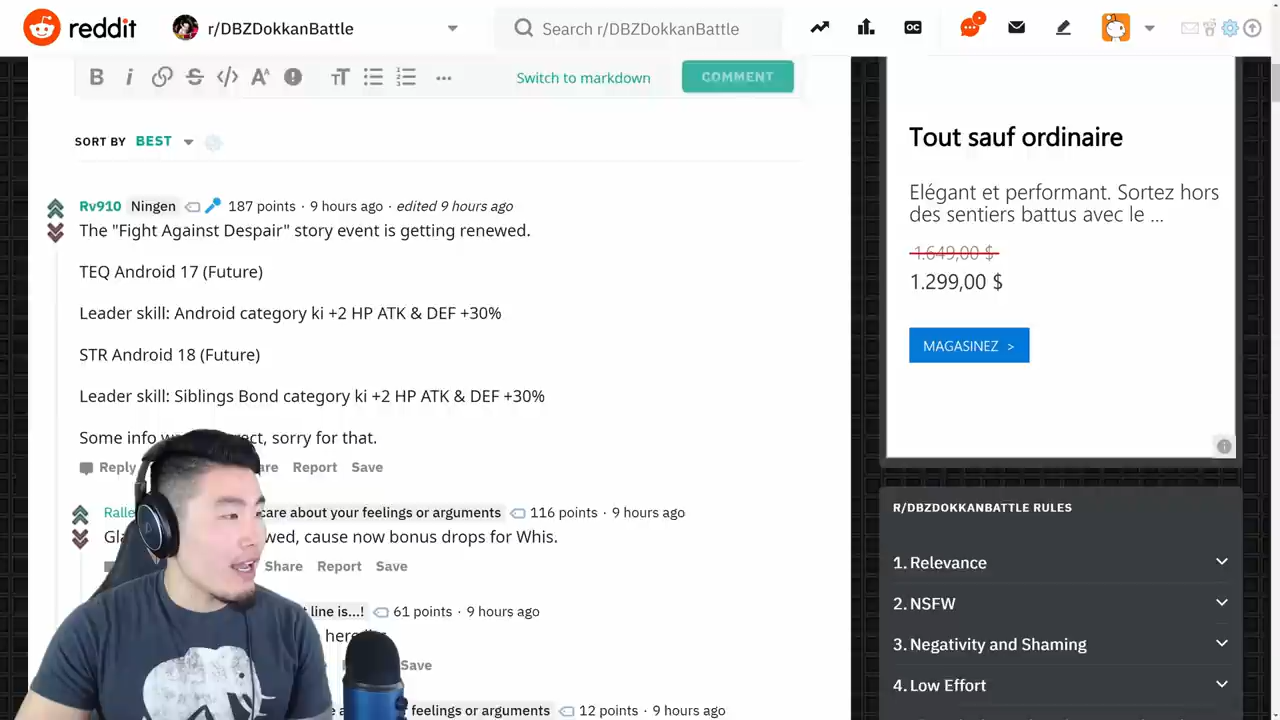 reddit
r/DBZDokkanBattle
Search r/DBZDokkanBattle
Switch to markdown
COMMENT
SORT BY BEST
Rv910 Ningen 187 points · 9 hours ago · edited 9 hours ago
The "Fight Against Despair" story event is getting renewed.
TEQ Android 17 (Future)
Leader skill: Android category ki +2 HP ATK & DEF +30%
STR Android 18 (Future)
Leader skill: Siblings Bond category ki +2 HP ATK & DEF +30%
Some info sorry for that.
Reply Report Save
care about your feelings or arguments 116 points · 9 hours ago
cause now bonus drops for Whis.
Share Report Save
line is...! 61 points · 9 hours ago
Save
feelings or arguments 12 points · 9 hours ago
Tout sauf ordinaire
Elégant et performant. Sortez hors
des sentiers battus avec le ...
1.649,00 $
1.299,00 $
MAGASINEZ >
R/DBZDOKKANBATTLE RULES
1. Relevance
2. NSFW
3. Negativity and Shaming
4. Low Effort